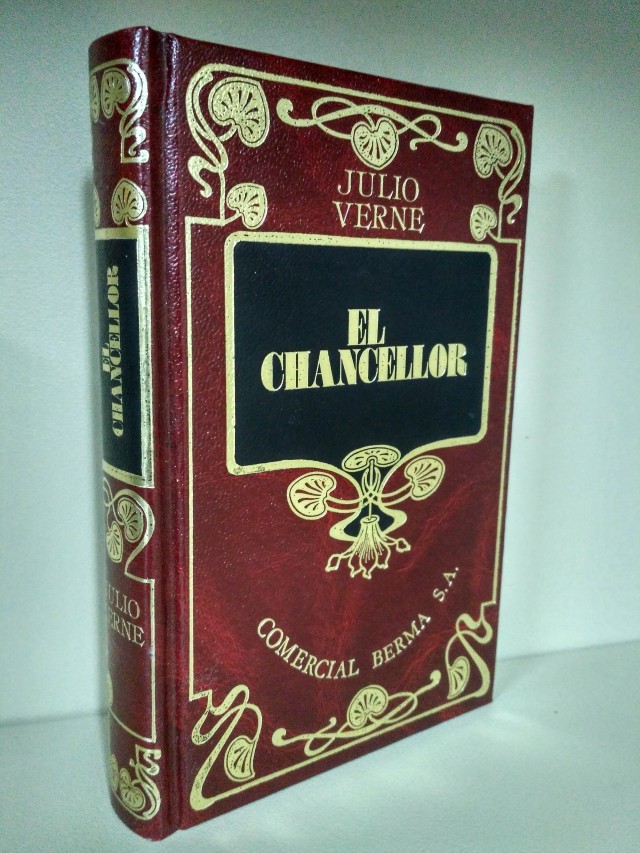 JULIO
VERNE
EL
CHANCELLOR
COMERCIAL BERMA S.A.
EL
CHANCELLOR
JULIO
VERNE